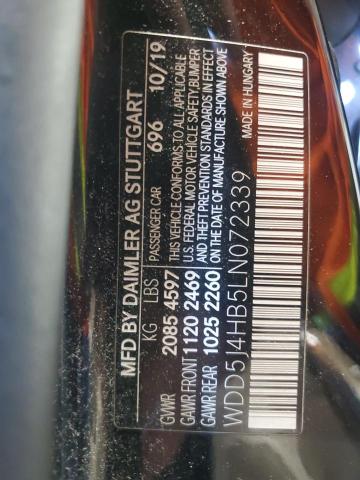 MFD BY DAIMLER AG STUTTGART
KG LBS PASSENGER CAR 696 10/19
GVWR 2085 4597 THIS VEHICLE CONFORMS TO ALL APPLICABLE
GAWR FRONT 1120 2469 U.S. FEDERAL MOTOR VEHICLE SAFETY, BUMPER
GAWR REAR 1025 2260 AND THEFT PREVENTION STANDARDS IN EFFECT
ON THE DATE OF MANUFACTURE SHOWN ABOVE
WDD5J4HB5LN072339 MADE IN HUNGARY